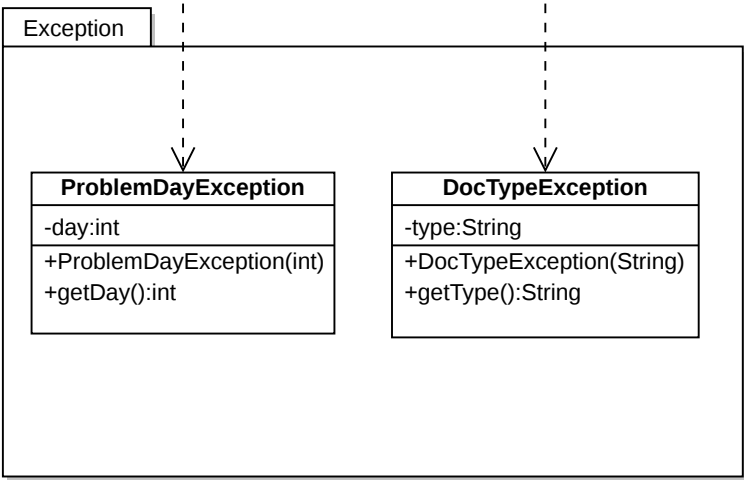 Exception
ProblemDayException
-day:int
+ProblemDayException(int)
+getDay():int
DocTypeException
-type:String
+DocTypeException(String)
+getType():String